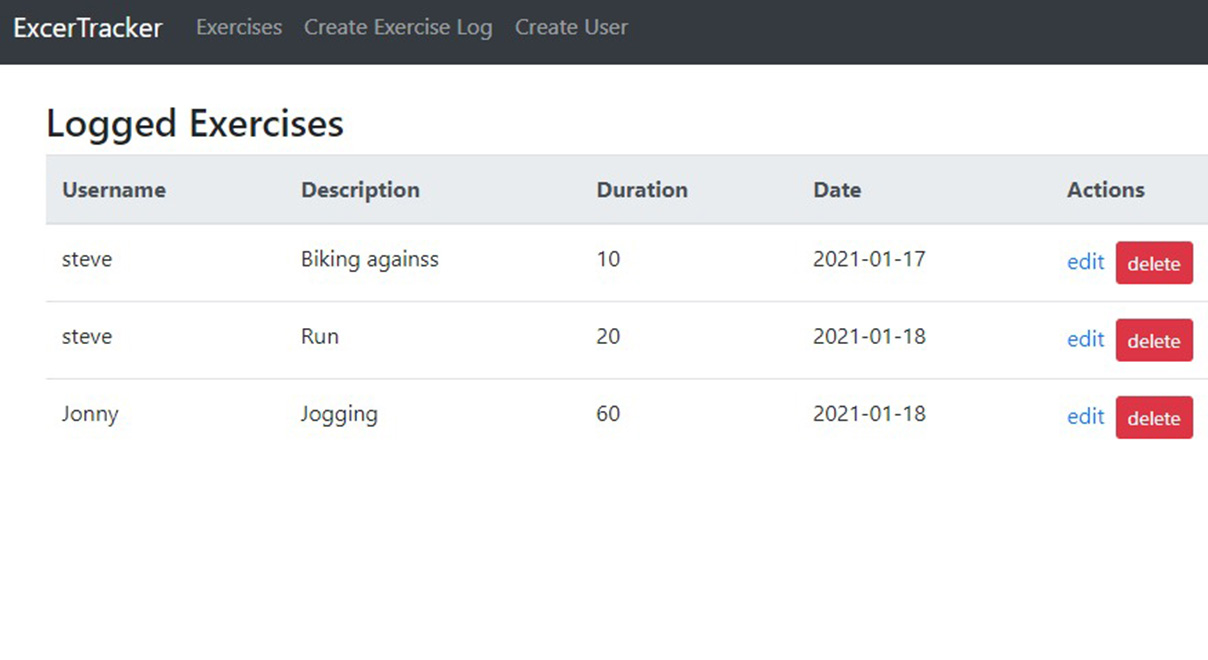 ExcerTracker Exercises Create Exercise Log Create User
Logged Exercises
Username Description Duration Date Actions
steve Biking againss 10 2021-01-17 edit delete
steve Run 20 2021-01-18 edit delete
Jonny Jogging 60 2021-01-18 edit delete